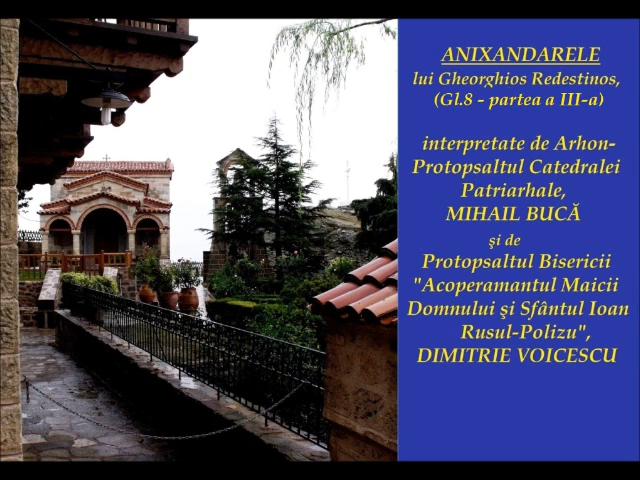 ANIXANDARELE
lui Gheorghios Redestinos,
(Gl.8 - partea a III-a)
interpretate de Arhon-
Protopsaltul Catedralei
Patriarhale,
MIHAIL BUCĂ
şi de
Protopsaltul Bisericii
"Acoperamantul Maicii
Domnului şi Sfântul Ioan
Rusul-Polizu",
DIMITRIE VOICESCU